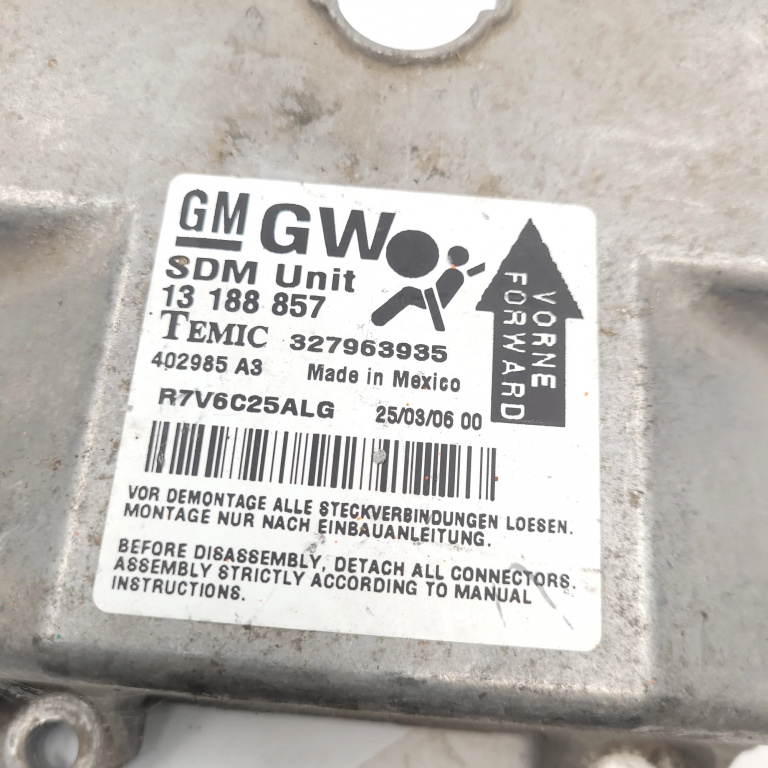 GM GW
SDM Unit
13 188 857
TEMIC 327963935
402985 A3 Made in Mexico
R7V6C25ALG 25/03/06 00
VORNE
FORWARD
VOR DEMONTAGE ALLE STECKVERBINDUNGEN LOESEN.
MONTAGE NUR NACH EINBAUANLEITUNG.
BEFORE DISASSEMBLY, DETACH ALL CONNECTORS.
ASSEMBLY STRICTLY ACCORDING TO MANUAL
INSTRUCTIONS.